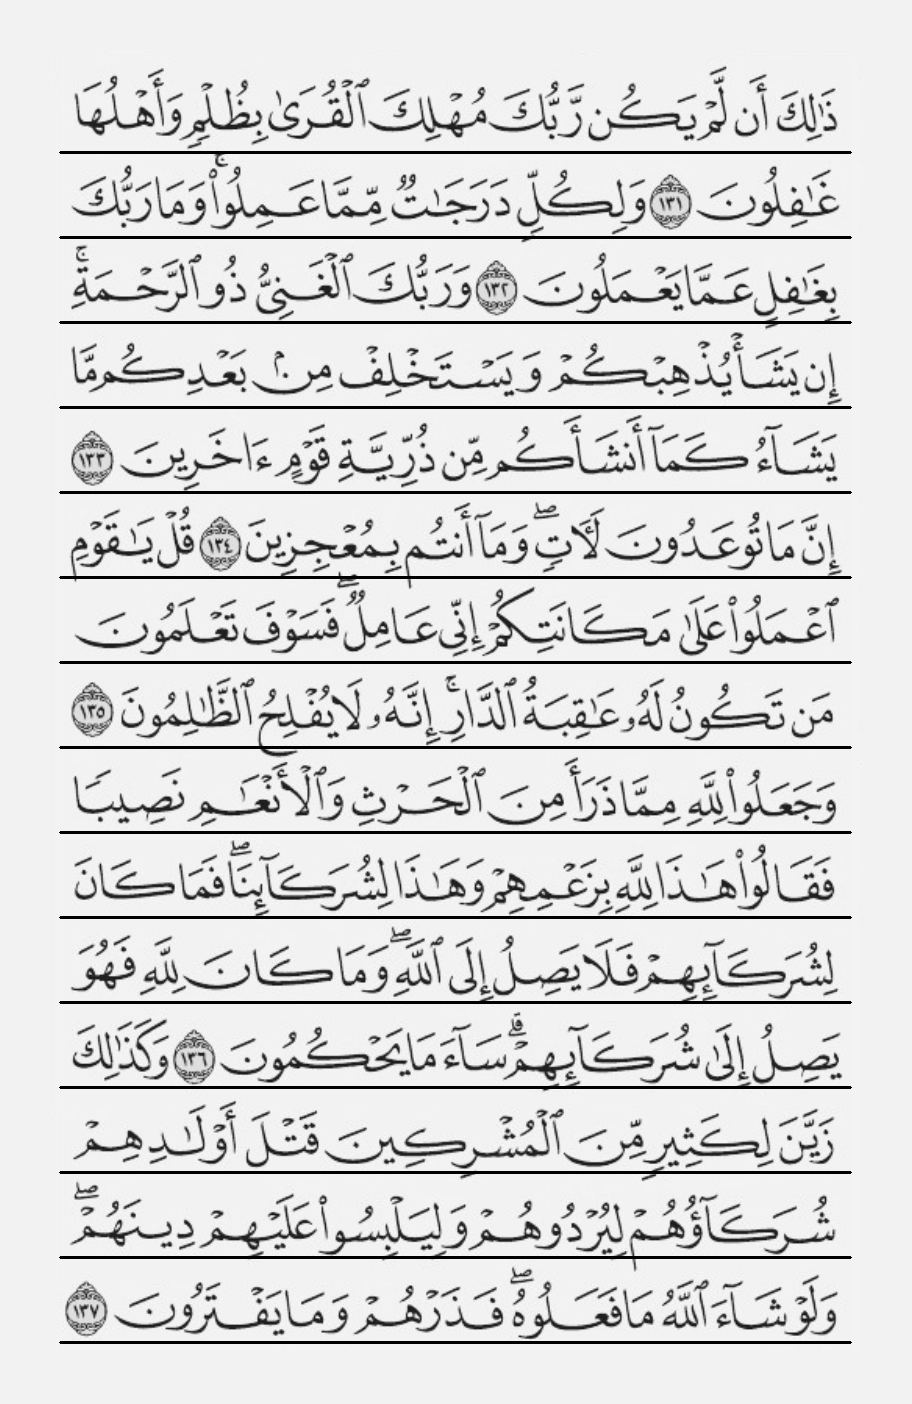 ذَٰلِكَ أَن لَّمْ يَكُن رَّبُّكَ مُهْلِكَ ٱلْقُرَىٰ بِظُلْمٍ وَأَهْلُهَا
غَٰفِلُونَ ١٣١ وَلِكُلٍّ دَرَجَٰتٌ مِّمَّا عَمِلُوا۟ ۚ وَمَا رَبُّكَ
بِغَٰفِلٍ عَمَّا يَعْمَلُونَ ١٣٢ وَرَبُّكَ ٱلْغَنِىُّ ذُو ٱلرَّحْمَةِ ۚ
إِن يَشَأْ يُذْهِبْكُمْ وَيَسْتَخْلِفْ مِنۢ بَعْدِكُم مَّا
يَشَآءُ كَمَآ أَنشَأَكُم مِّن ذُرِّيَّةِ قَوْمٍ ءَاخَرِينَ ١٣٣
إِنَّ مَا تُوعَدُونَ لَءَاتٍ ۖ وَمَآ أَنتُم بِمُعْجِزِينَ ١٣٤ قُلْ يَٰقَوْمِ
ٱعْمَلُوا۟ عَلَىٰ مَكَانَتِكُمْ إِنِّى عَامِلٌ ۖ فَسَوْفَ تَعْلَمُونَ
مَن تَكُونُ لَهُۥ عَٰقِبَةُ ٱلدَّارِ ۚ إِنَّهُۥ لَا يُفْلِحُ ٱلظَّٰلِمُونَ ١٣٥
وَجَعَلُوا۟ لِلَّهِ مِمَّا ذَرَأَ مِنَ ٱلْحَرْثِ وَٱلْأَنْعَٰمِ نَصِيبًا
فَقَالُوا۟ هَٰذَا لِلَّهِ بِزَعْمِهِمْ وَهَٰذَا لِشُرَكَآئِنَا ۖ فَمَا كَانَ
لِشُرَكَآئِهِمْ فَلَا يَصِلُ إِلَى ٱللَّهِ ۖ وَمَا كَانَ لِلَّهِ فَهُوَ
يَصِلُ إِلَىٰ شُرَكَآئِهِمْ ۗ سَآءَ مَا يَحْكُمُونَ ١٣٦ وَكَذَٰلِكَ
زَيَّنَ لِكَثِيرٍ مِّنَ ٱلْمُشْرِكِينَ قَتْلَ أَوْلَٰدِهِمْ
شُرَكَآؤُهُمْ لِيُرْدُوهُمْ وَلِيَلْبِسُوا۟ عَلَيْهِمْ دِينَهُمْ ۖ
وَلَوْ شَآءَ ٱللَّهُ مَا فَعَلُوهُ ۖ فَذَرْهُمْ وَمَا يَفْتَرُونَ ١٣٧